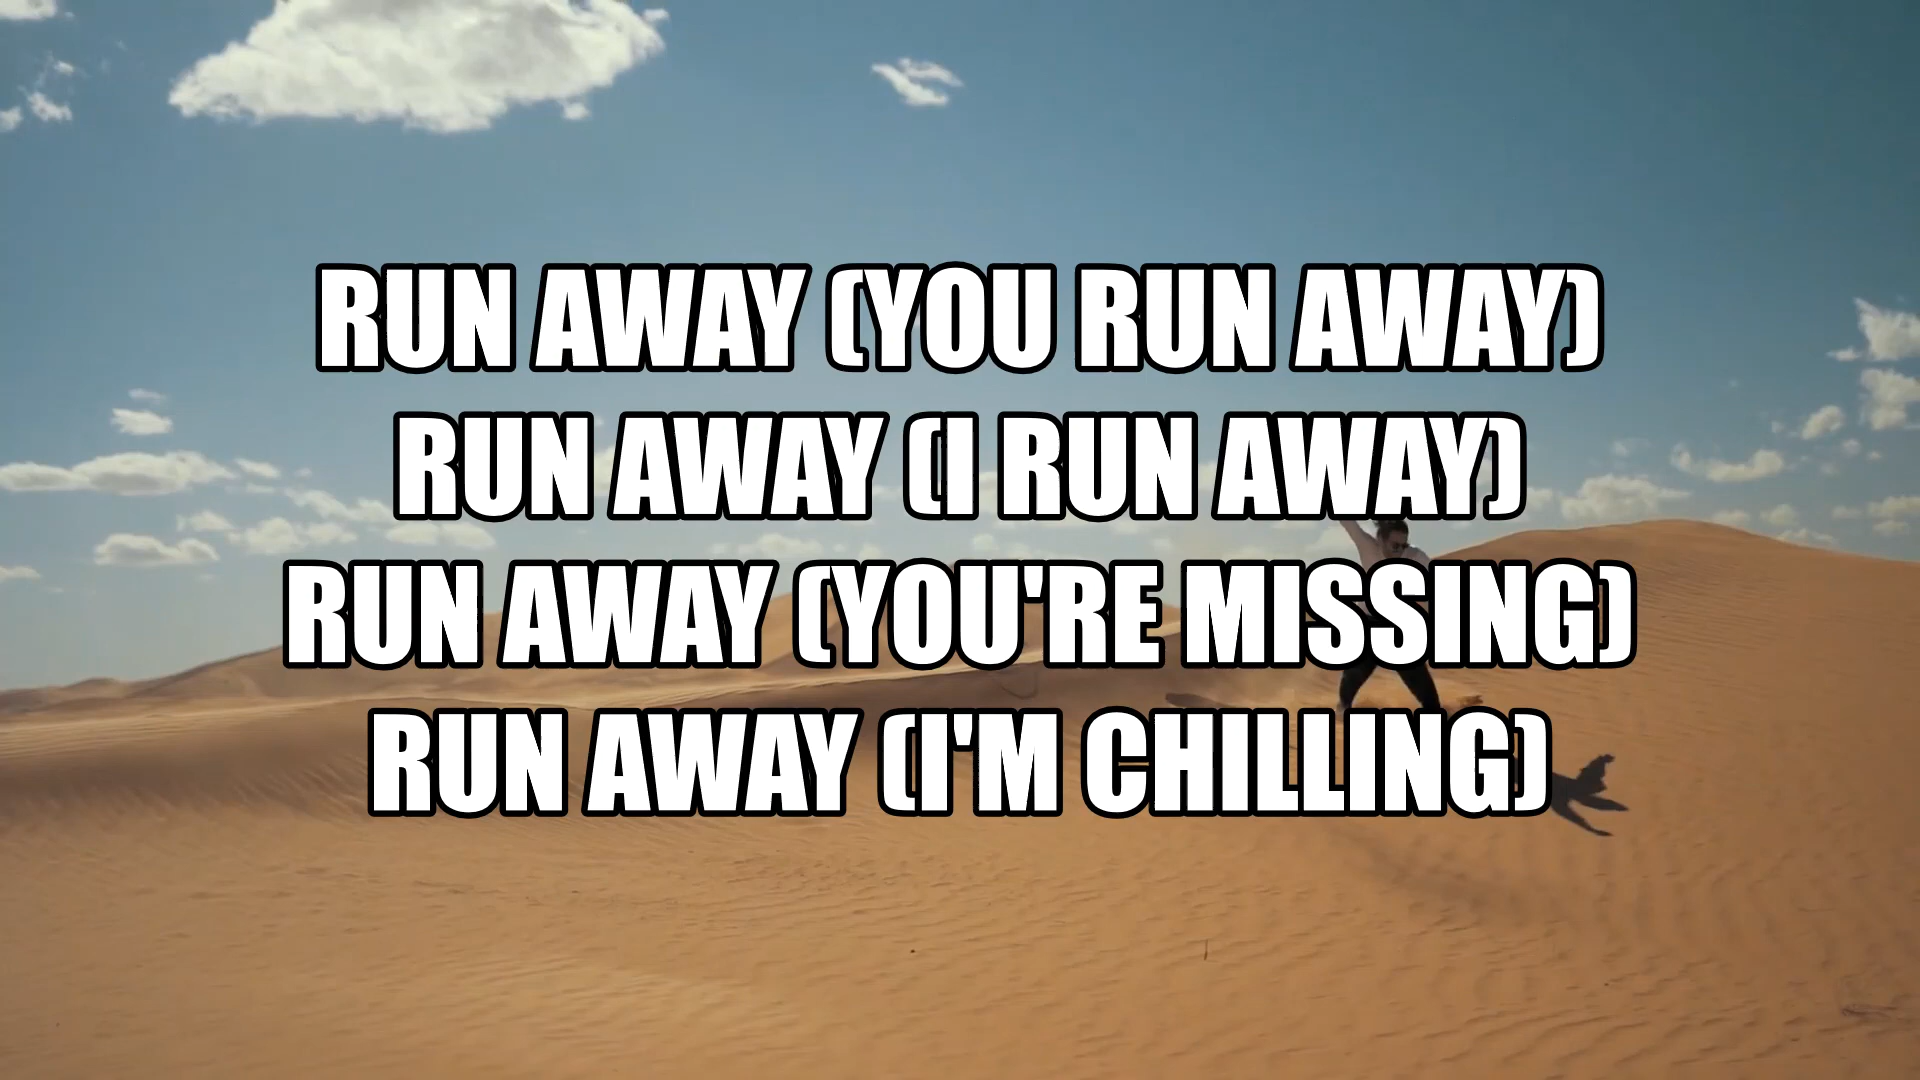 RUN AWAY (YOU RUN AWAY)
RUN AWAY (I RUN AWAY)
RUN AWAY (YOU'RE MISSING)
RUN AWAY (I'M CHILLING)